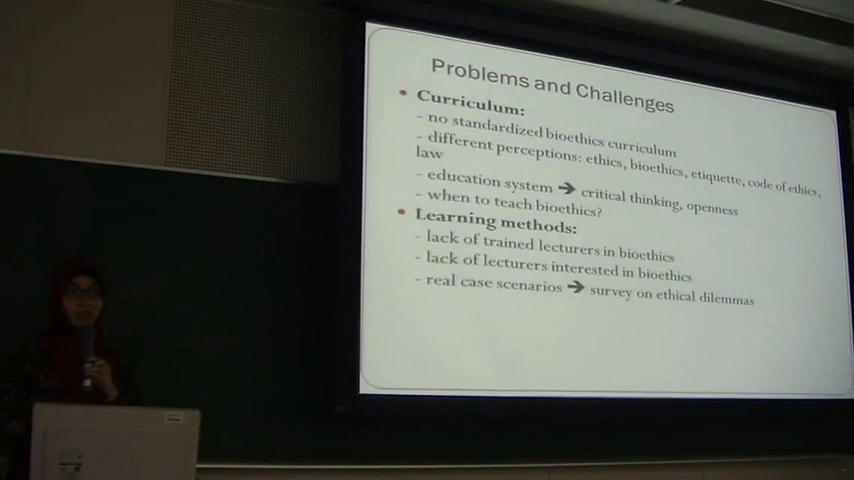 Problems and Challenges
• Curriculum:
- no standardized bioethics curriculum
- different perceptions: ethics, bioethics, etiquette, code of ethics,
law
- education system ➔ critical thinking, openness
- when to teach bioethics?
• Learning methods:
- lack of trained lecturers in bioethics
- lack of lecturers interested in bioethics
- real case scenarios ➔ survey on ethical dilemmas